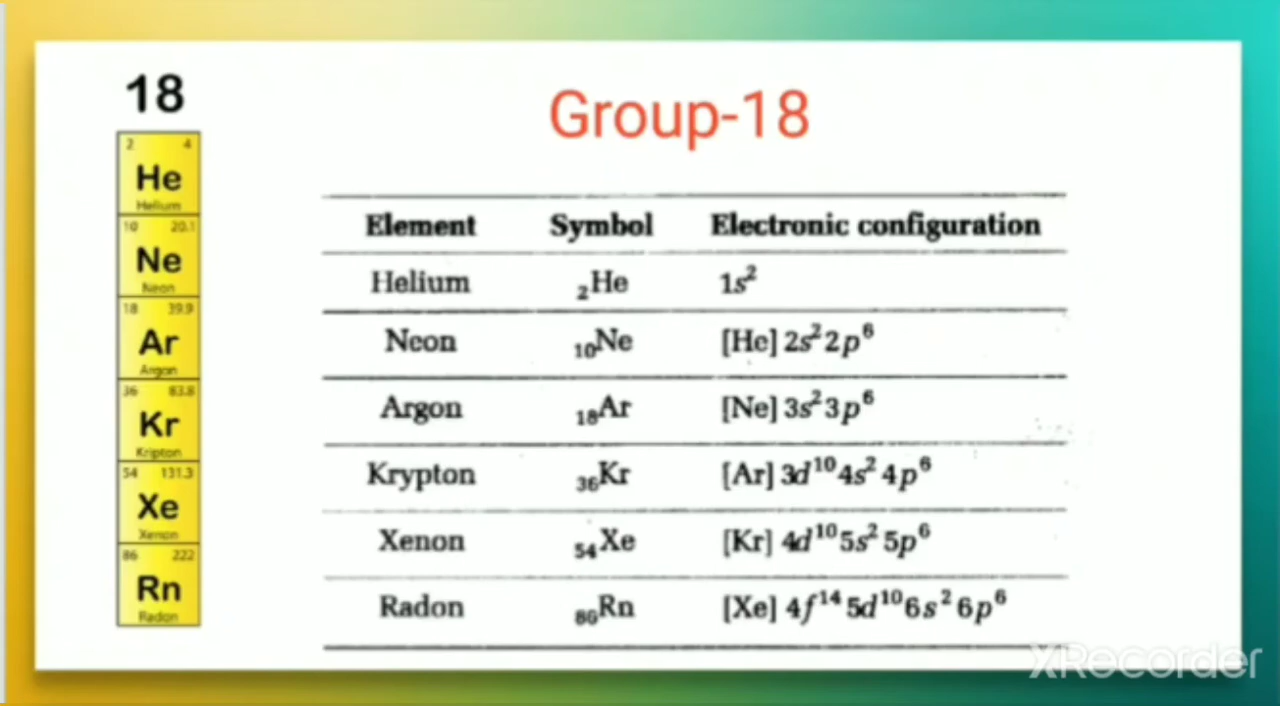 18
2 4
He
Helium
10 20.1
Ne
Neon
18 39.9
Ar
Argon
36 83.8
Kr
Kripton
54 131.3
Xe
Xenon
86 222
Rn
Radon
Group-18
Element Symbol Electronic configuration
Helium ₂He 1s²
Neon ₁₀Ne [He] 2s² 2p⁶
Argon ₁₈Ar [Ne] 3s² 3p⁶
Krypton ₃₆Kr [Ar] 3d¹⁰ 4s² 4p⁶
Xenon ₅₄Xe [Kr] 4d¹⁰ 5s² 5p⁶
Radon ₈₆Rn [Xe] 4f¹⁴ 5d¹⁰ 6s² 6p⁶
XRecorder